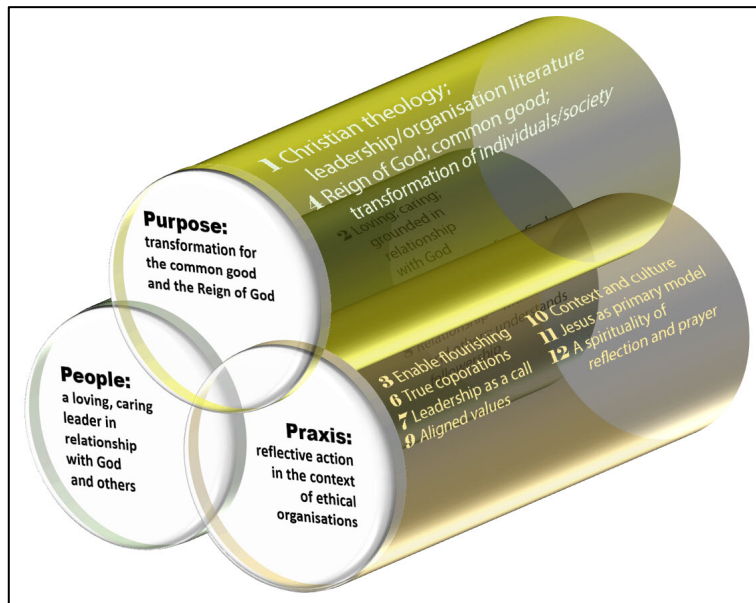 1 Christian theology;
leadership/organisation literature
4 Reign of God; common good;
transformation of individuals/society
Purpose:
transformation for
the common good
and the Reign of God
2 Loving; caring;
grounded in
relationship
with God
People:
a loving, caring
leader in
relationship
with God
and others
Praxis:
reflective action
in the context
of ethical
organisations
3 Enable flourishing
6 True coporations
7 Leadership as a call
9 Aligned values
10 Context and culture
11 Jesus as primary model
12 A spirituality of
reflection and prayer